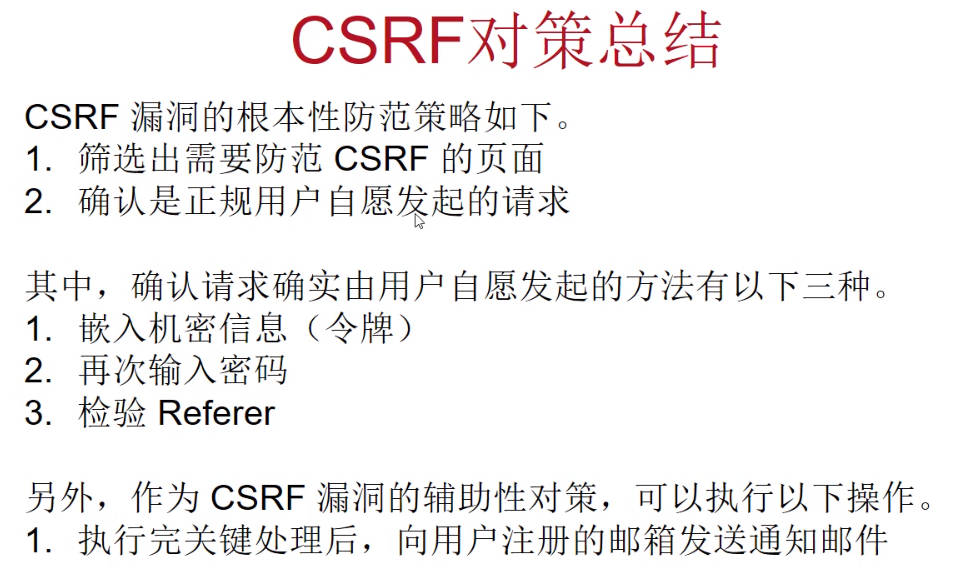 CSRF对策总结
CSRF 漏洞的根本性防范策略如下。
1. 筛选出需要防范 CSRF 的页面
2. 确认是正规用户自愿发起的请求
其中，确认请求确实由用户自愿发起的方法有以下三种。
1. 嵌入机密信息（令牌）
2. 再次输入密码
3. 检验 Referer
另外，作为 CSRF 漏洞的辅助性对策，可以执行以下操作。
1. 执行完关键处理后，向用户注册的邮箱发送通知邮件